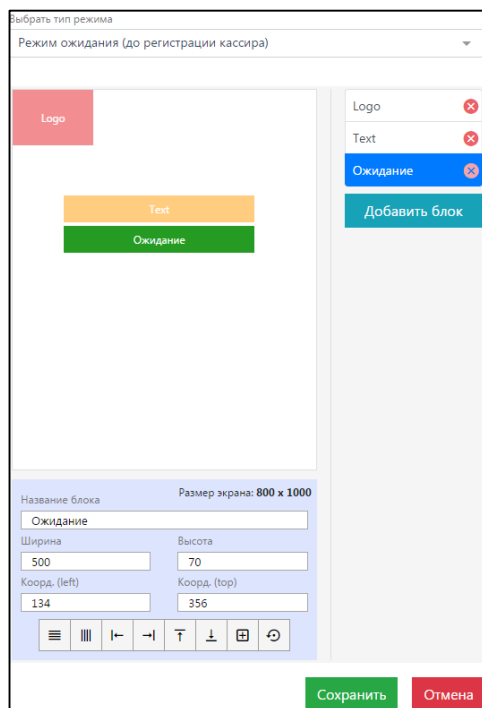 Выбрать тип режима
Режим ожидания (до регистрации кассира)
Logo
Text
Ожидание
Logo
Text
Ожидание
Добавить блок
Размер экрана: 800 x 1000
Название блока
Ожидание
Ширина Высота
500 70
Коорд. (left) Коорд. (top)
134 356
Сохранить Отмена